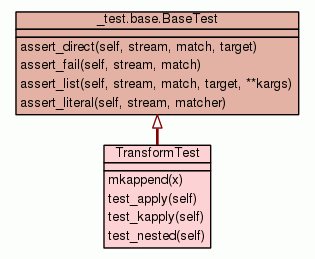 _test.base.BaseTest
assert_direct(self, stream, match, target)
assert_fail(self, stream, match)
assert_list(self, stream, match, target, **kargs)
assert_literal(self, stream, matcher)
TransformTest
mkappend(x)
test_apply(self)
test_kapply(self)
test_nested(self)